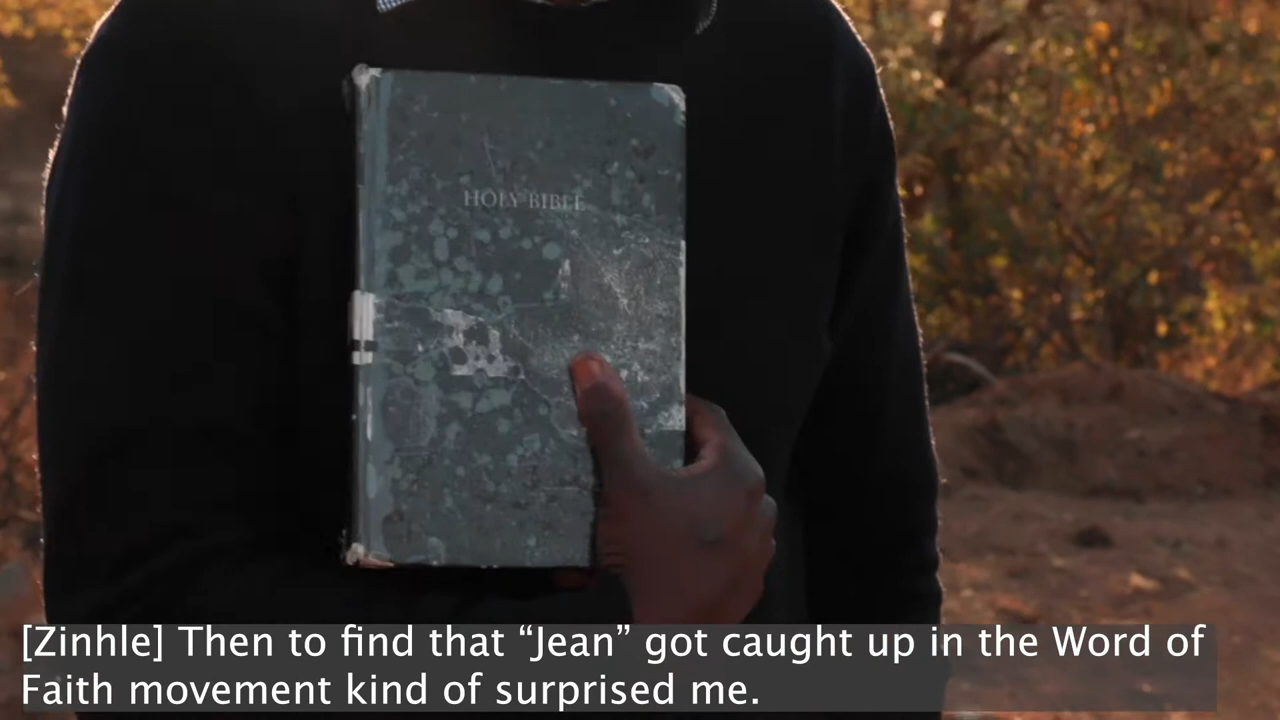 HOLY BIBLE
[Zinhle] Then to find that “Jean” got caught up in the Word of
Faith movement kind of surprised me.